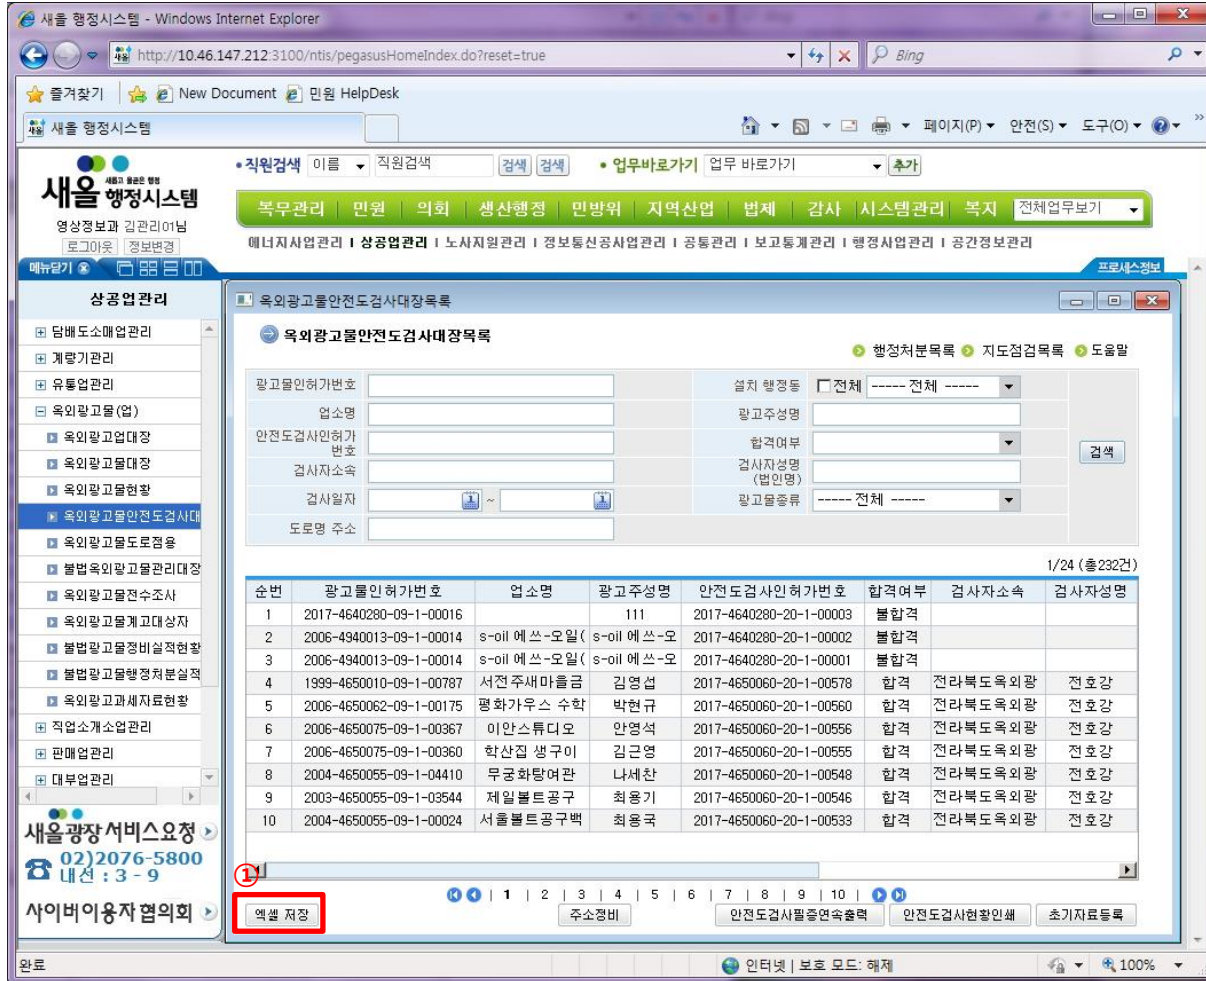 새올 행정시스템 - Windows Internet Explorer
http://10.46.147.212:3100/ntis/pegasusHomeIndex.do?reset=true
Bing
즐겨찾기 New Document 민원 HelpDesk
새올 행정시스템
페이지(P) 안전(S) 도구(O)
새롭고 올곧은 행정
새올 행정시스템
영상정보과 김관리01님
로그아웃 정보변경
직원검색 이름 직원검색 검색 검색 업무바로가기 업무 바로가기 추가
복무관리 | 민원 | 의회 | 생산행정 | 민방위 | 지역산업 | 법제 | 감사 | 시스템관리 | 복지 전체업무보기
에너지사업관리 I 상공업관리 I 노사지원관리 I 정보통신공사업관리 I 공통관리 I 보고통계관리 I 행정사업관리 I 공간정보관리
메뉴닫기
프로세스정보
상공업관리
담배도소매업관리
계량기관리
유통업관리
옥외광고물(업)
옥외광고업대장
옥외광고물대장
옥외광고물현황
옥외광고물안전도검사대
옥외광고물도로점용
불법옥외광고물관리대장
옥외광고물전수조사
옥외광고물계고대상자
불법광고물정비실적현황
불법광고물행정처분실적
옥외광고과세자료현황
직업소개소업관리
판매업관리
대부업관리
새올광장 서비스요청
02)2076-5800
내선 : 3 - 9
사이버이용자협의회
옥외광고물안전도검사대장목록
옥외광고물안전도검사대장목록
행정처분목록 지도점검목록 도움말
광고물인허가번호 설치 행정동 전체 ----- 전체 -----
업소명 광고주성명
안전도검사인허가번호 합격여부
검사자소속 검사자성명(법인명)
검사일자 ~ 광고물종류 ----- 전체 -----
도로명 주소
검색
1/24 (총232건)
순번 광고물인허가번호 업소명 광고주성명 안전도검사인허가번호 합격여부 검사자소속 검사자성명
1 2017-4640280-09-1-00016 111 2017-4640280-20-1-00003 불합격
2 2006-4940013-09-1-00014 s-oil 에쓰-오일( s-oil 에쓰-오 2017-4640280-20-1-00002 불합격
3 2006-4940013-09-1-00014 s-oil 에쓰-오일( s-oil 에쓰-오 2017-4640280-20-1-00001 불합격
4 1999-4650010-09-1-00787 서전주새마을금 김영섭 2017-4650060-20-1-00578 합격 전라북도옥외광 전호강
5 2006-4650062-09-1-00175 평화가우스 수학 박현규 2017-4650060-20-1-00560 합격 전라북도옥외광 전호강
6 2006-4650075-09-1-00367 이안스튜디오 안영석 2017-4650060-20-1-00556 합격 전라북도옥외광 전호강
7 2006-4650075-09-1-00360 학산집 생구이 김근영 2017-4650060-20-1-00555 합격 전라북도옥외광 전호강
8 2004-4650055-09-1-04410 무궁화탕여관 나세찬 2017-4650060-20-1-00548 합격 전라북도옥외광 전호강
9 2003-4650055-09-1-03544 제일볼트공구 최용기 2017-4650060-20-1-00546 합격 전라북도옥외광 전호강
10 2004-4650055-09-1-00024 서울볼트공구백 최용국 2017-4650060-20-1-00533 합격 전라북도옥외광 전호강
①
| 1 | 2 | 3 | 4 | 5 | 6 | 7 | 8 | 9 | 10 |
엑셀 저장 주소정비 안전도검사필증연속출력 안전도검사현황인쇄 초기자료등록
완료 인터넷 | 보호 모드: 해제 100%